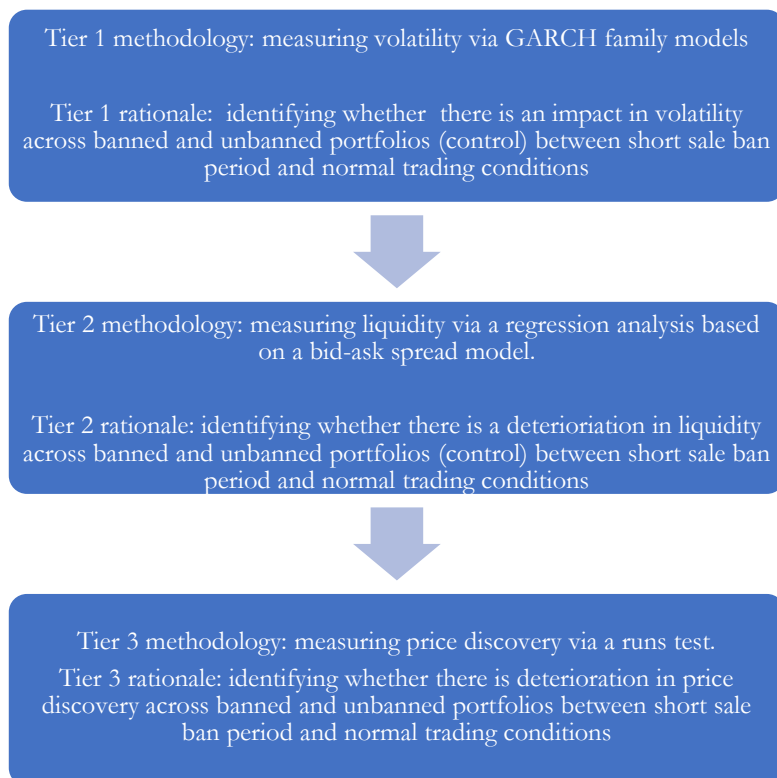 Tier 1 methodology: measuring volatility via GARCH family models
Tier 1 rationale: identifying whether there is an impact in volatility
across banned and unbanned portfolios (control) between short sale ban
period and normal trading conditions
Tier 2 methodology: measuring liquidity via a regression analysis based
on a bid-ask spread model.
Tier 2 rationale: identifying whether there is a deterioriation in liquidity
across banned and unbanned portfolios (control) between short sale ban
period and normal trading conditions
Tier 3 methodology: measuring price discovery via a runs test.
Tier 3 rationale: identifying whether there is deterioration in price
discovery across banned and unbanned portfolios between short sale
ban period and normal trading conditions